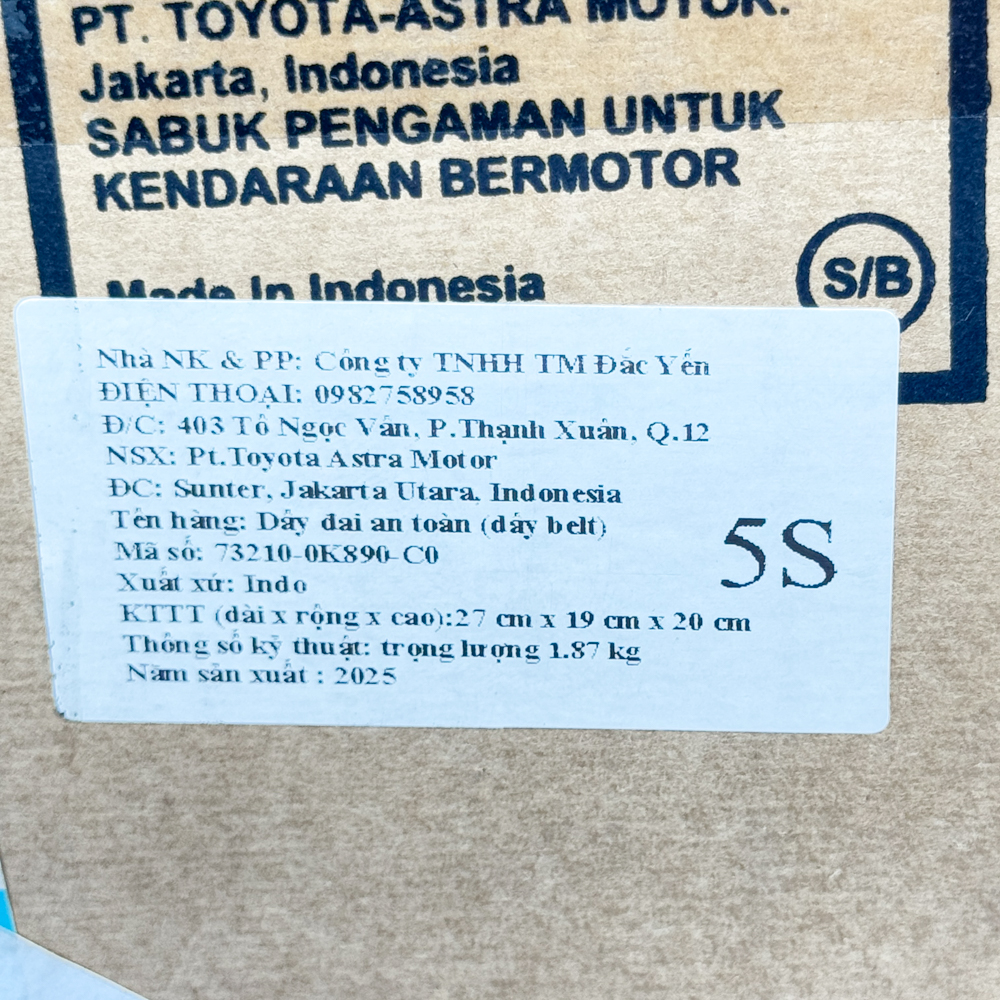 PT. TOYOTA-ASTRA MOTOR.
Jakarta, Indonesia
SABUK PENGAMAN UNTUK
KENDARAAN BERMOTOR
Made In Indonesia
S/B
Nhà NK & PP: Công ty TNHH TM Đắc Yến
ĐIỆN THOẠI: 0982758958
Đ/C: 403 Tô Ngọc Vân, P.Thạnh Xuân, Q.12
NSX: Pt.Toyota Astra Motor
ĐC: Sunter, Jakarta Utara. Indonesia
Tên hàng: Dây đai an toàn (dây belt)
Mã số: 73210-0K890-C0
Xuất xứ: Indo
KTTT (dài x rộng x cao):27 cm x 19 cm x 20 cm
Thông số kỹ thuật: trọng lượng 1.87 kg
Năm sản xuất : 2025
5S